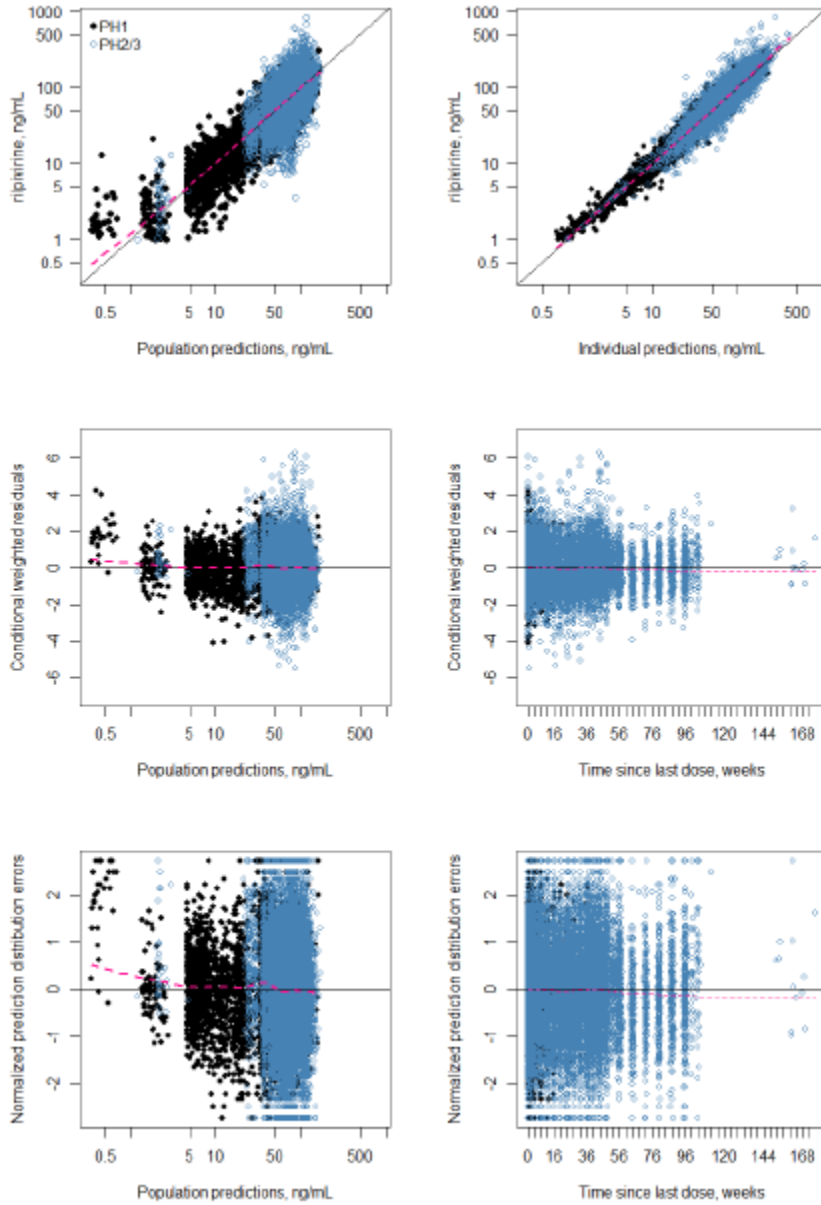 rilpivirine, ng/mL
1000
500
100
50
10
5
1
0.5
PH1
PH2/3
0.5 5 10 50 500
Population predictions, ng/mL
rilpivirine, ng/mL
1000
500
100
50
10
5
1
0.5
0.5 5 10 50 500
Individual predictions, ng/mL
Conditional weighted residuals
6
4
2
0
-2
-4
-6
0.5 5 10 50 500
Population predictions, ng/mL
Conditional weighted residuals
6
4
2
0
-2
-4
-6
0 16 36 56 76 96 120 144 168
Time since last dose, weeks
Normalized prediction distribution errors
2
1
0
-1
-2
0.5 5 10 50 500
Population predictions, ng/mL
Normalized prediction distribution errors
2
1
0
-1
-2
0 16 36 56 76 96 120 144 168
Time since last dose, weeks